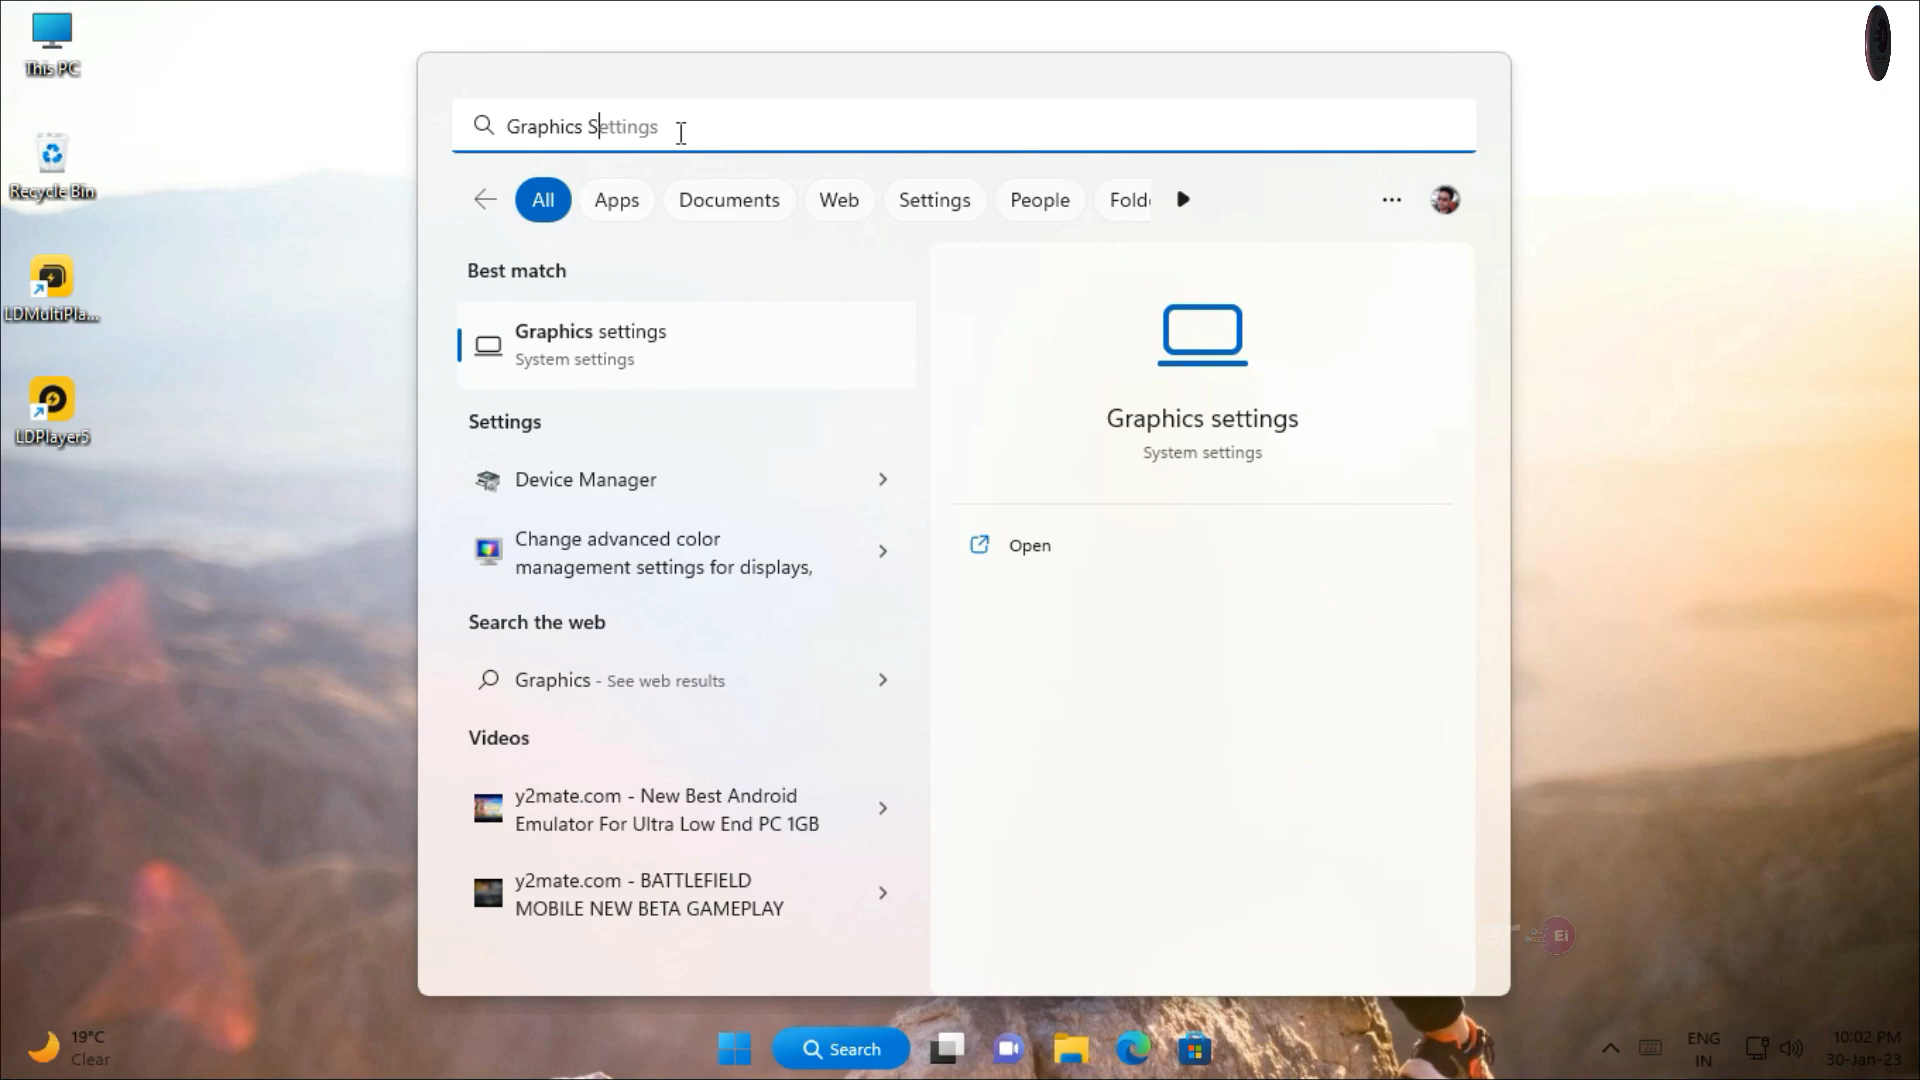 This PC
Recycle Bin
LDMultiPla...
LDPlayer5
Graphics Settings
All
Apps
Documents
Web
Settings
People
Fold
...
Best match
Graphics settings
System settings
Settings
Device Manager
Change advanced color
management settings for displays,
Search the web
Graphics - See web results
Videos
y2mate.com - New Best Android
Emulator For Ultra Low End PC 1GB
y2mate.com - BATTLEFIELD
MOBILE NEW BETA GAMEPLAY
Graphics settings
System settings
Open
Ei
19°C
Clear
Search
ENG
IN
10:02 PM
30-Jan-23